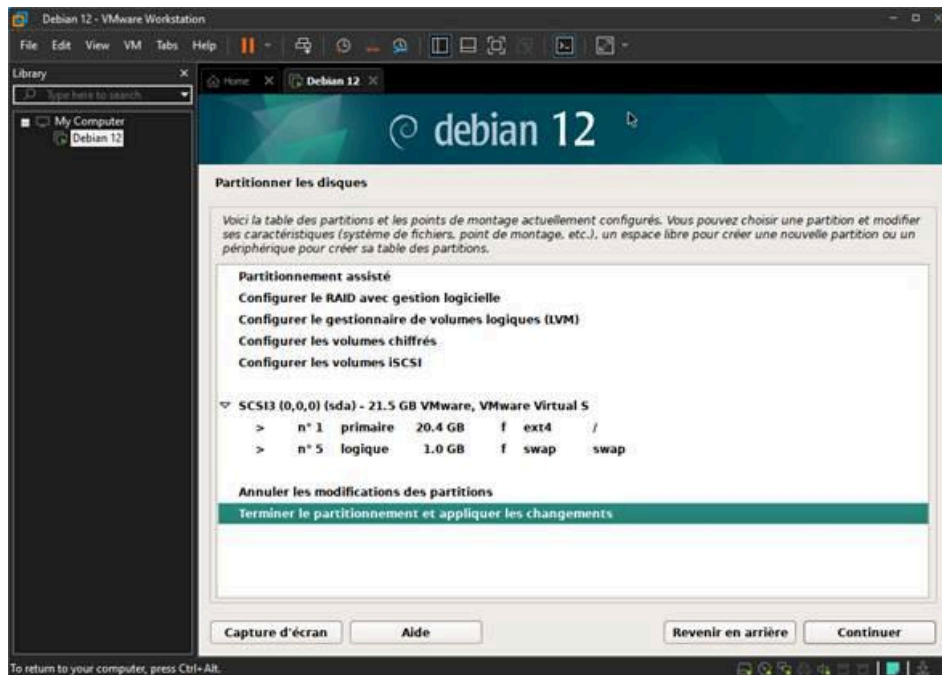 Debian 12 - VMware Workstation
File Edit View VM Tabs Help
Library
Type here to search
My Computer
Debian 12
Home
Debian 12
debian 12
Partitionner les disques
Voici la table des partitions et les points de montage actuellement configurés. Vous pouvez choisir une partition et modifier
ses caractéristiques (système de fichiers, point de montage, etc.), un espace libre pour créer une nouvelle partition ou un
périphérique pour créer sa table des partitions.
Partitionnement assisté
Configurer le RAID avec gestion logicielle
Configurer le gestionnaire de volumes logiques (LVM)
Configurer les volumes chiffrés
Configurer les volumes iSCSI
SCSI3 (0,0,0) (sda) - 21.5 GB VMware, VMware Virtual S
> n° 1 primaire 20.4 GB f ext4 /
> n° 5 logique 1.0 GB f swap swap
Annuler les modifications des partitions
Terminer le partitionnement et appliquer les changements
Capture d'écran Aide Revenir en arrière Continuer
To return to your computer, press Ctrl+Alt.